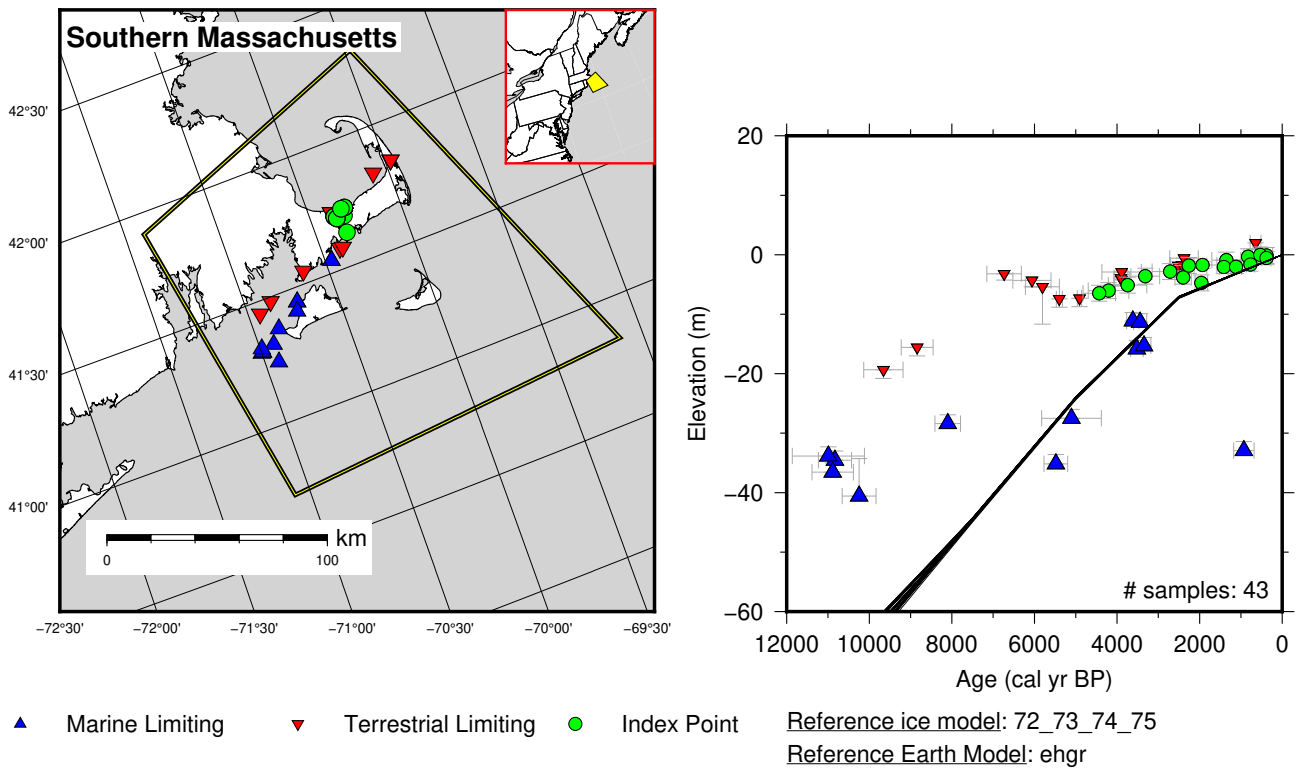 Southern Massachusetts
42°30'
42°00'
41°30'
41°00'
−72°30'
−72°00'
−71°30'
−71°00'
−70°30'
−70°00'
−69°30'
km
0
100
20
0
−20
−40
−60
Elevation (m)
# samples: 43
12000
10000
8000
6000
4000
2000
0
Age (cal yr BP)
Marine Limiting
Terrestrial Limiting
Index Point
Reference ice model: 72_73_74_75
Reference Earth Model: ehgr